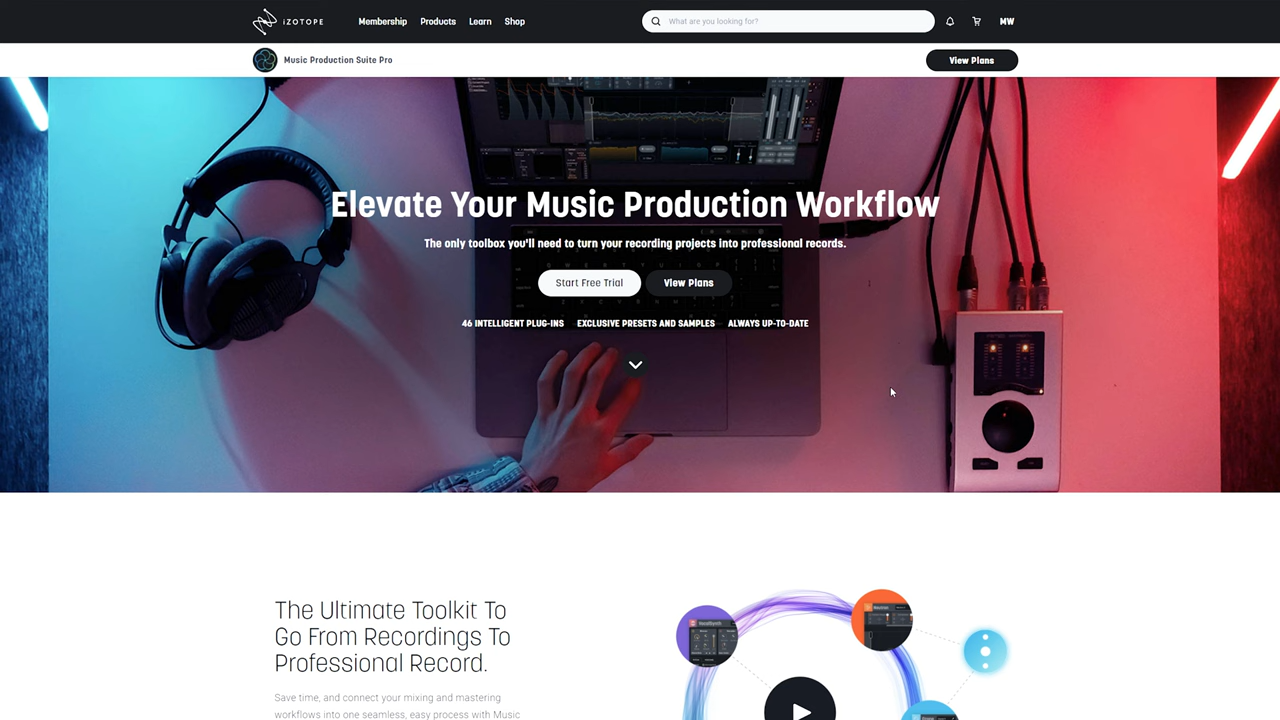 iZOTOPE
Membership Products Learn Shop
What are you looking for?
MW
Music Production Suite Pro
View Plans
Elevate Your Music Production Workflow
The only toolbox you'll need to turn your recording projects into professional records.
Start Free Trial
View Plans
46 INTELLIGENT PLUG-INS EXCLUSIVE PRESETS AND SAMPLES ALWAYS UP-TO-DATE
The Ultimate Toolkit To
Go From Recordings To
Professional Record.
Save time, and connect your mixing and mastering
workflows into one seamless, easy process with Music
VocalSynth
Neutron